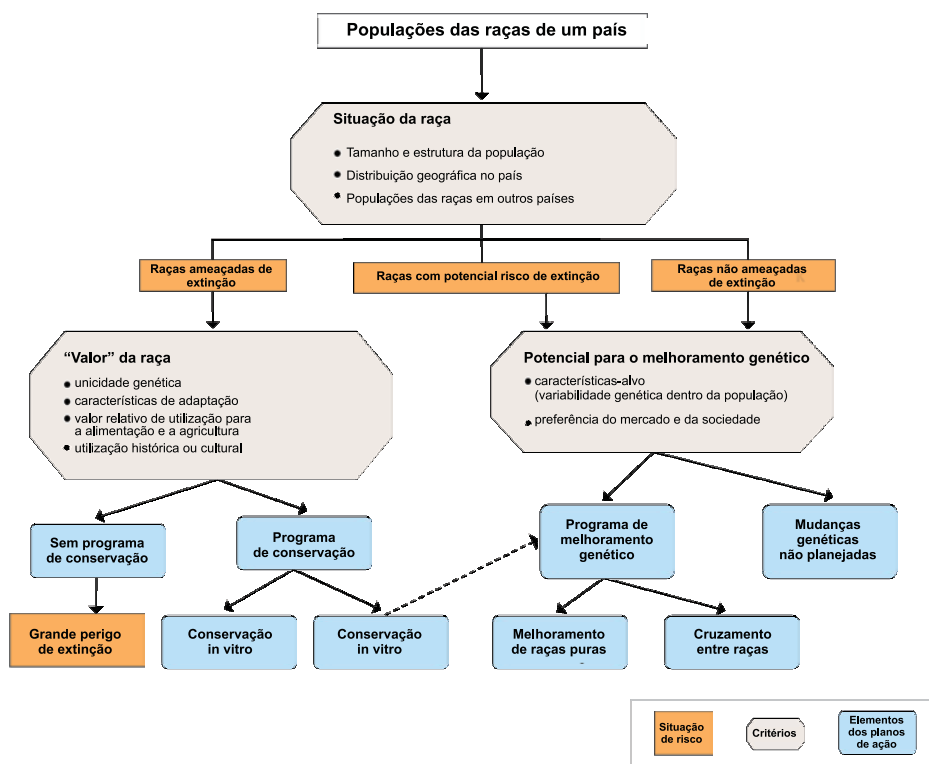 Populações das raças de um país
Situação da raça
• Tamanho e estrutura da população
• Distribuição geográfica no país
• Populações das raças em outros países
Raças ameaçadas de
extinção
Raças com potencial risco de extinção
Raças não ameaçadas
de extinção
“Valor” da raça
• unicidade genética
• características de adaptação
• valor relativo de utilização para
a alimentação e a agricultura
• utilização histórica ou cultural
Potencial para o melhoramento genético
• características-alvo
(variabilidade genética dentro da população)
• preferência do mercado e da sociedade
Sem programa
de conservação
Programa
de conservação
Programa de
melhoramento
genético
Mudanças
genéticas
não planejadas
Grande perigo
de extinção
Conservação
in vitro
Conservação
in vitro
Melhoramento
de raças puras
Cruzamento
entre raças
Situação
de risco
Critérios
Elementos
dos planos
de ação